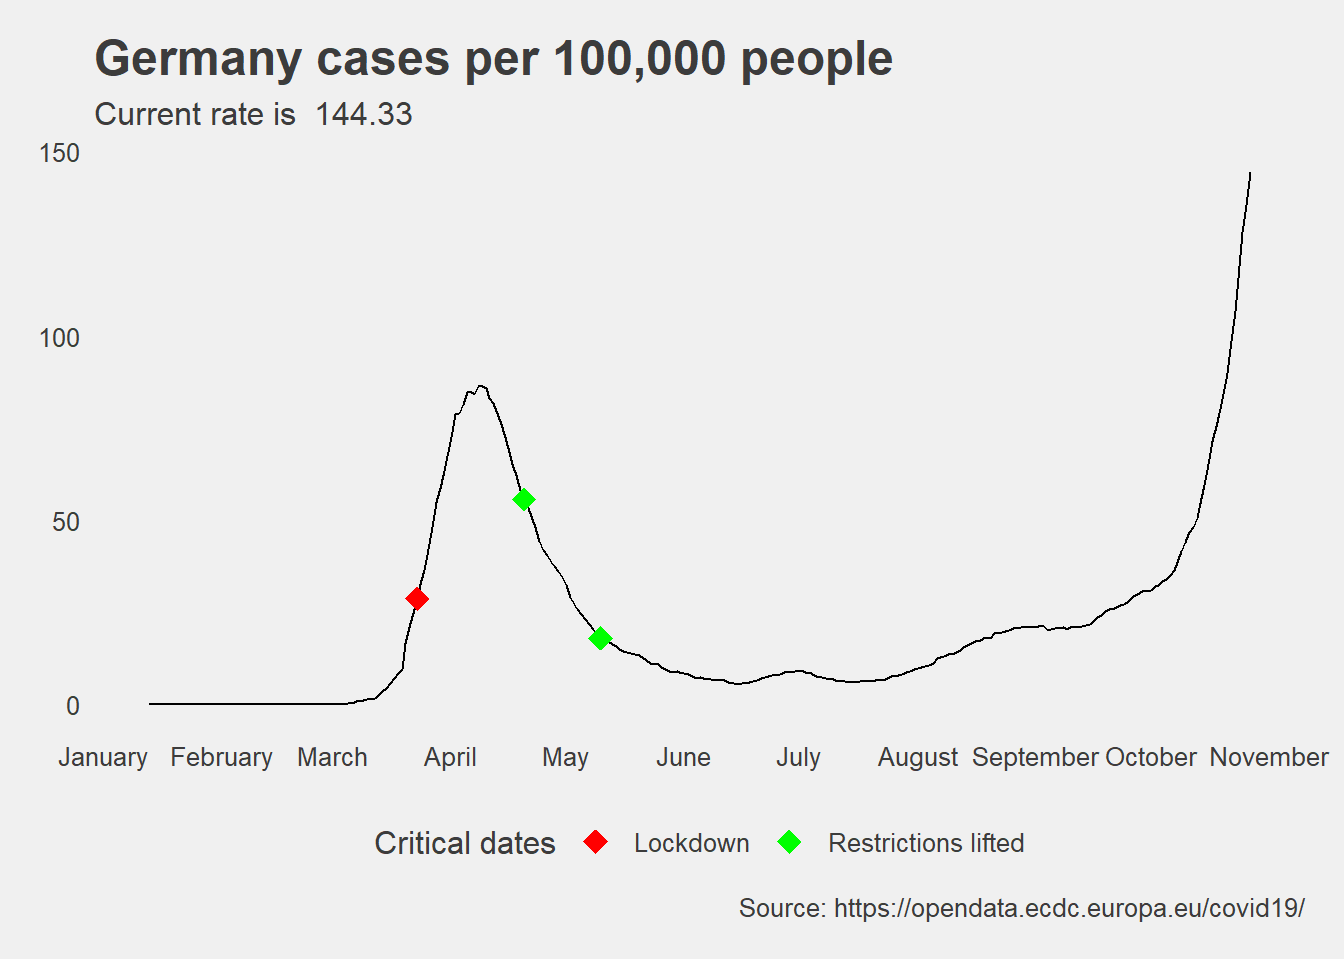 Germany cases per 100,000 people
Current rate is  144.33
150
100
50
0
January February March April May June July August September October November
Critical dates Lockdown Restrictions lifted
Source: https://opendata.ecdc.europa.eu/covid19/